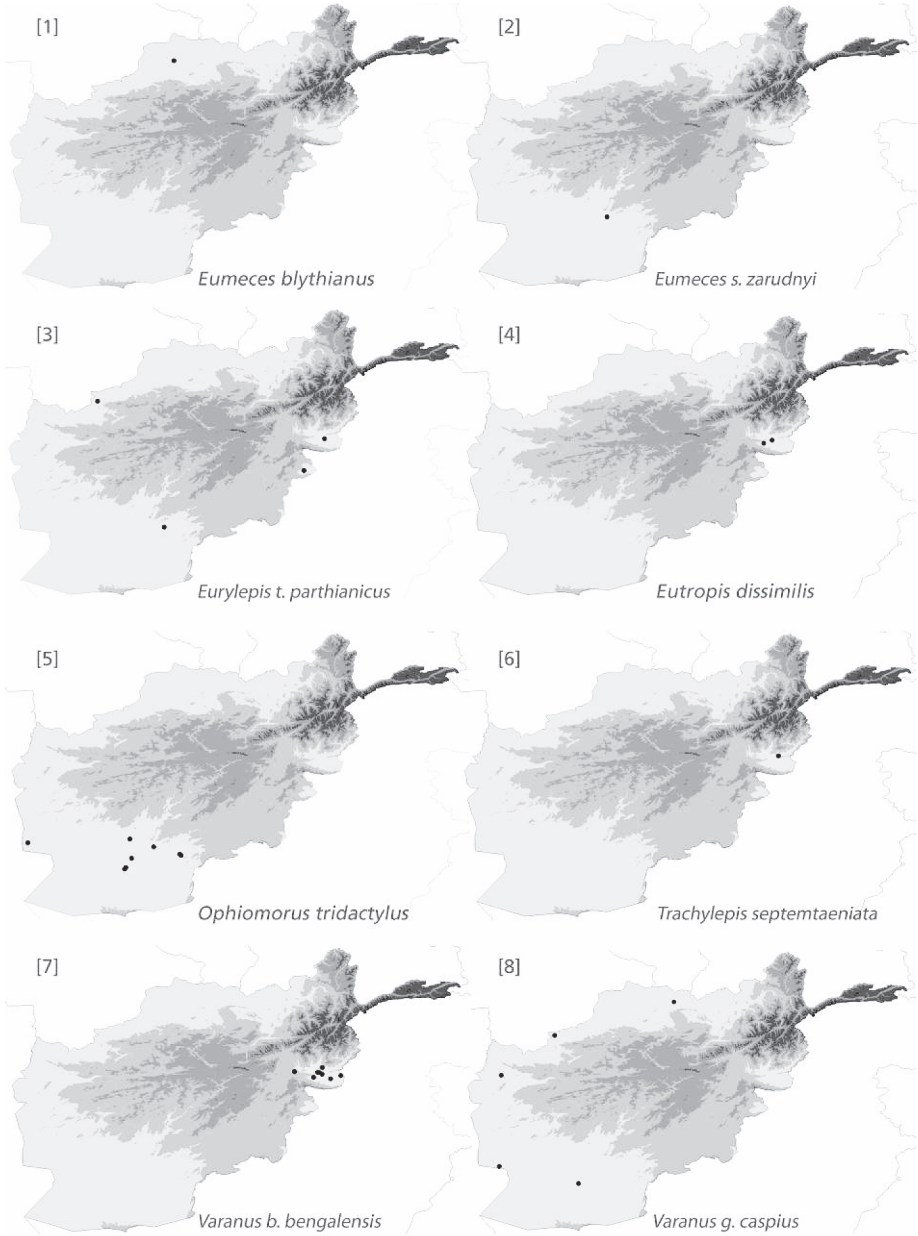 [1]
[2]
Eumeces blythianus
Eumeces s. zarudnyi
[3]
[4]
Eurylepis t. parthianicus
Eutropis dissimilis
[5]
[6]
Ophiomorus tridactylus
Trachylepis septemtaeniata
[7]
[8]
Varanus b. bengalensis
Varanus g. caspius